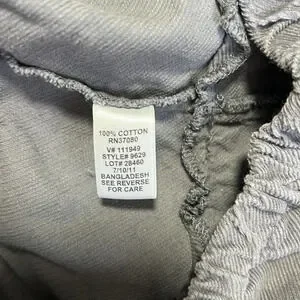 100% COTTON
RN37080
V# 111949
STYLE# 9629
LOT# 28460
7/10/11
BANGLADESH
SEE REVERSE
FOR CARE